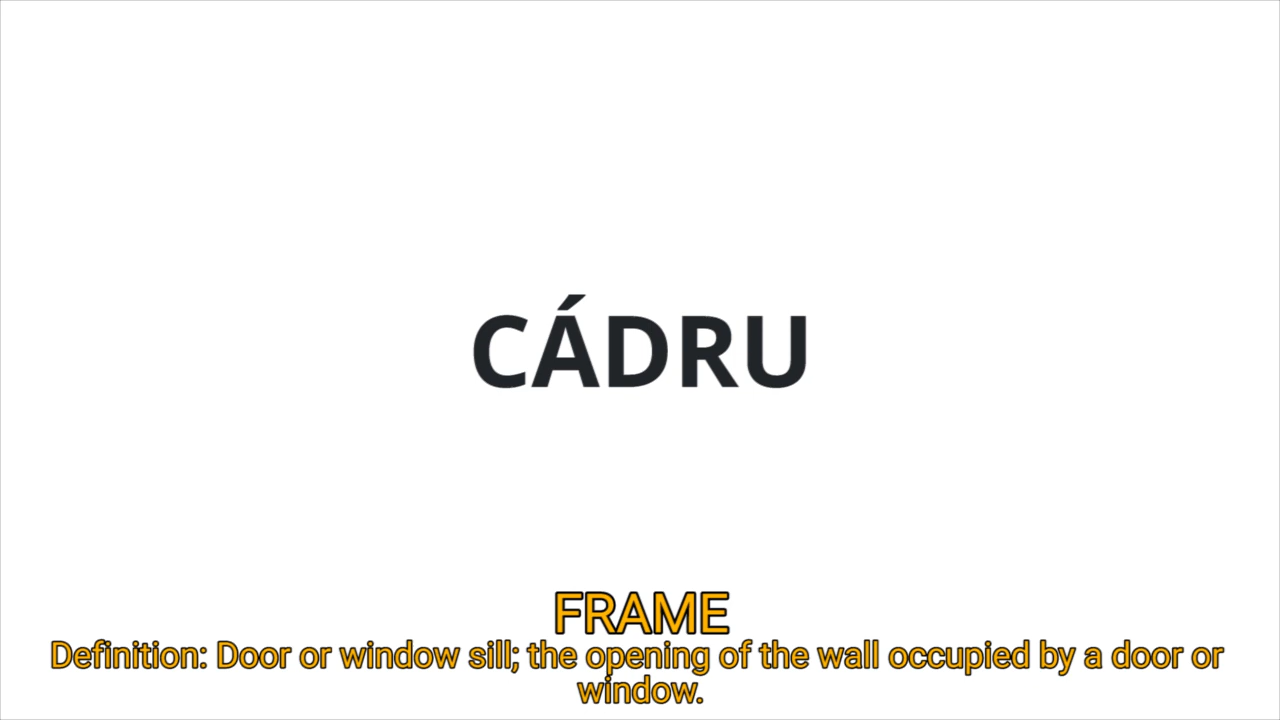 CÁDRU
FRAME
Definition: Door or window sill; the opening of the wall occupied by a door or
window.